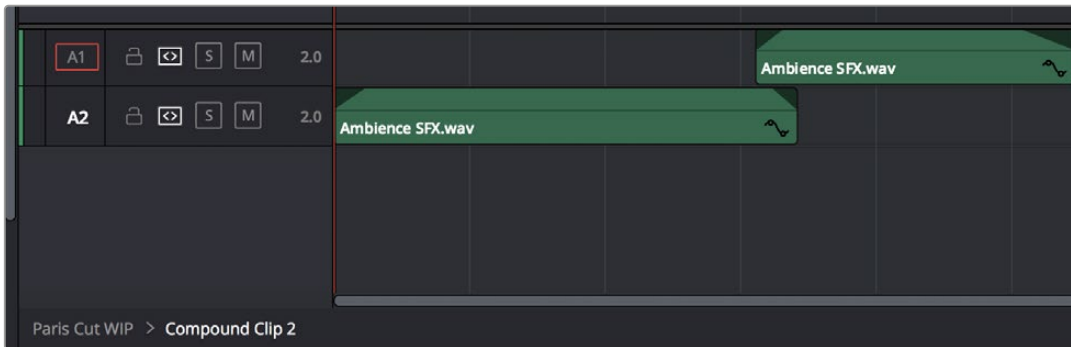 A1 S M 2.0
Ambience SFX.wav
A2 S M 2.0
Ambience SFX.wav
Paris Cut WIP > Compound Clip 2